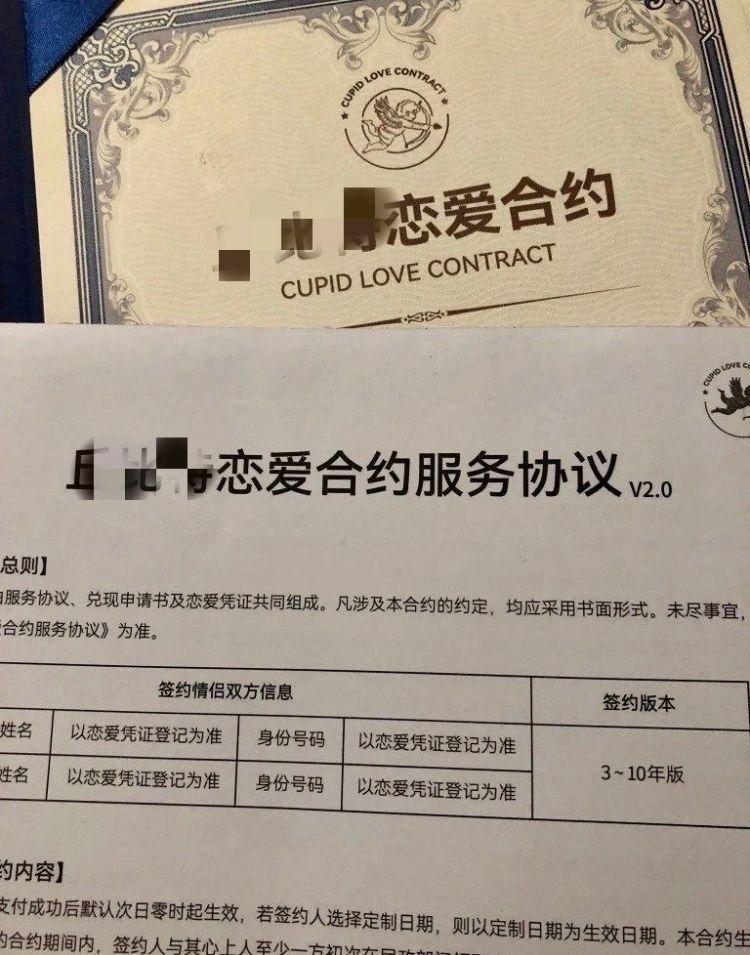 CUPID LOVE CONTRACT
恋爱合约
CUPID LOVE CONTRACT
CUPID LOVE
丘比特恋爱合约服务协议 V2.0
总则】
服务协议、兑现申请书及恋爱凭证共同组成。凡涉及本合约的约定，均应采用书面形式。未尽事宜，
合约服务协议》为准。
签约情侣双方信息 签约版本
姓名 以恋爱凭证登记为准 身份号码 以恋爱凭证登记为准 3~10年版
姓名 以恋爱凭证登记为准 身份号码 以恋爱凭证登记为准
约内容】
支付成功后默认次日零时起生效，若签约人选择定制日期，则以定制日期为生效日期。本合约生
的合约期间内，签约人与其心上人至少一方初次在民政部门